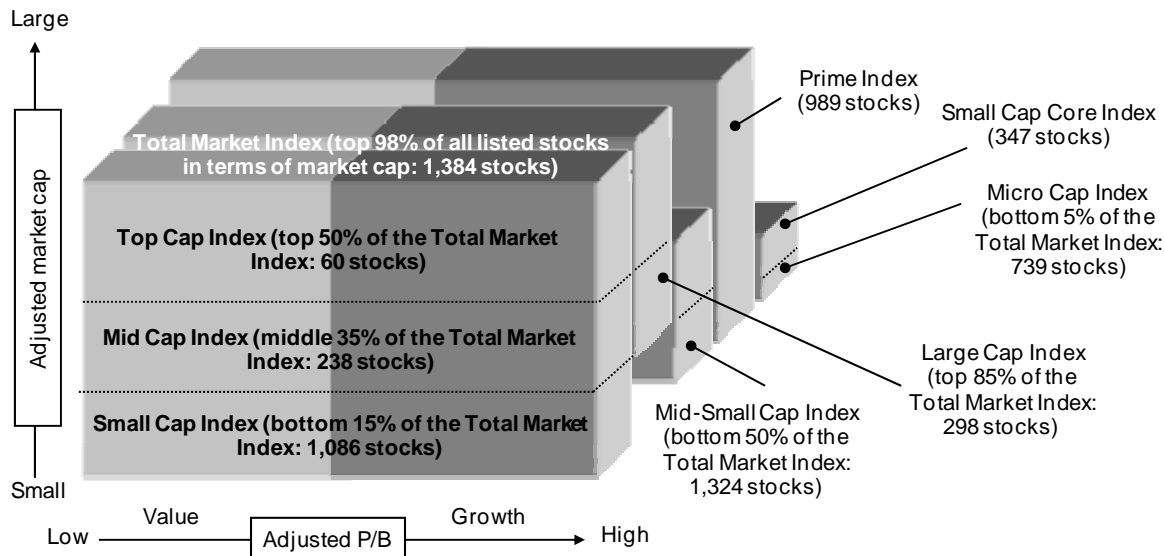 Large
Adjusted market cap
Small
Total Market Index (top 98% of all listed stocks
in terms of market cap: 1,384 stocks)
Top Cap Index (top 50% of the Total Market
Index: 60 stocks)
Mid Cap Index (middle 35% of the Total Market
Index: 238 stocks)
Small Cap Index (bottom 15% of the Total Market
Index: 1,086 stocks)
Prime Index
(989 stocks)
Small Cap Core Index
(347 stocks)
Micro Cap Index
(bottom 5% of the
Total Market Index:
739 stocks)
Large Cap Index
(top 85% of the
Total Market Index:
298 stocks)
Mid-Small Cap Index
(bottom 50% of the
Total Market Index:
1,324 stocks)
Low
Value
Adjusted P/B
Growth
High